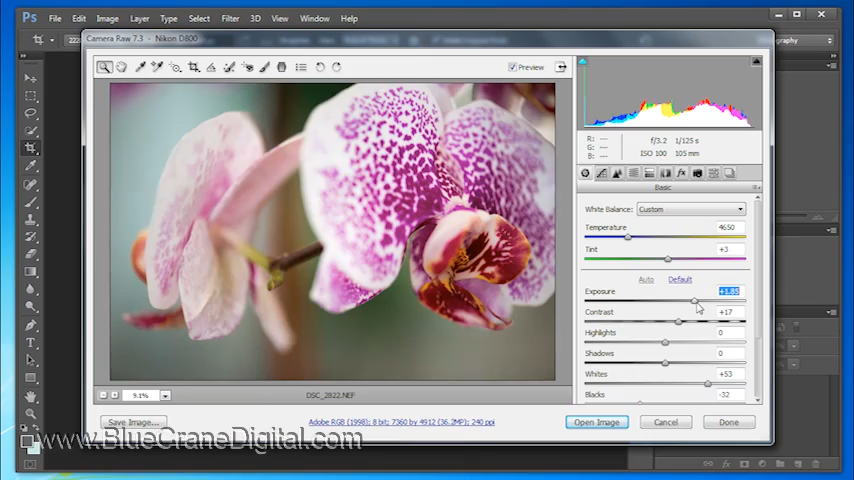 Ps File Edit Image Layer Type Select Filter 3D View Window Help
Camera Raw 7.3 - Nikon D800
Preview
R: ---
G: ---
B: ---
f/3.2 1/125 s
ISO 100 105 mm
Basic
White Balance: Custom
Temperature 4650
Tint +3
Auto Default
Exposure +1.85
Contrast +17
Highlights 0
Shadows 0
Whites +53
Blacks -32
9.1%
DSC_2822.NEF
Save Image...
Adobe RGB (1998); 8 bit; 7360 by 4912 (36.2MP); 240 ppi
Open Image Cancel Done
www.BlueCraneDigital.com